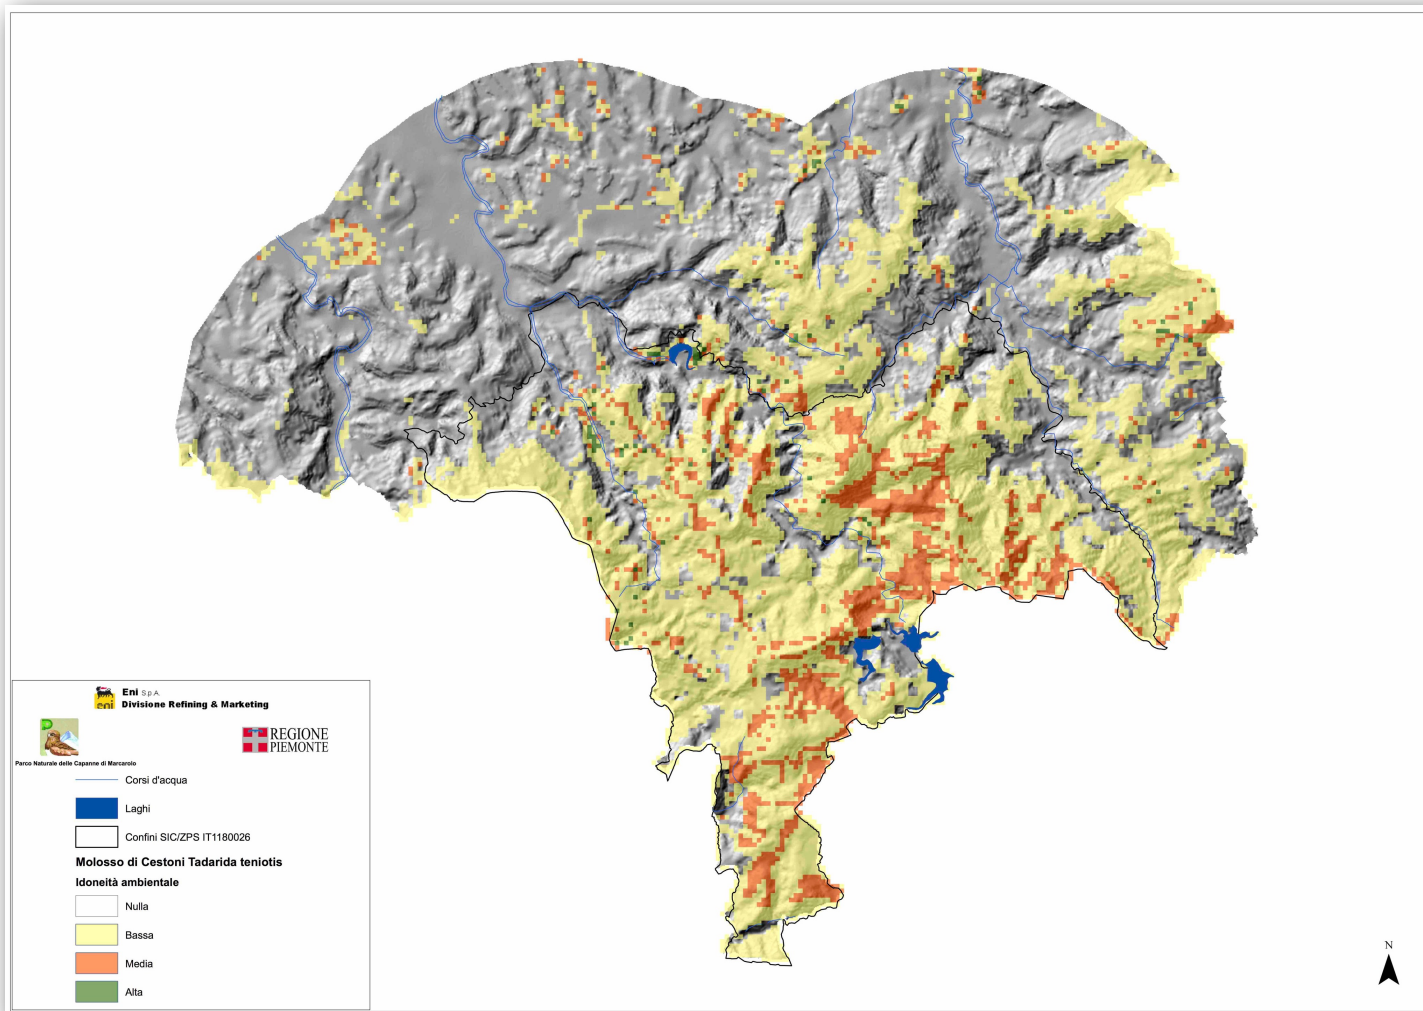 Eni S.p.A.
eni
Divisione Refining & Marketing
REGIONE
PIEMONTE
Parco Naturale delle Capanne di Marcarolo
Corsi d'acqua
Laghi
Confini SIC/ZPS IT1180026
Molosso di Cestoni Tadarida teniotis
Idoneità ambientale
Nulla
Bassa
Media
Alta
N